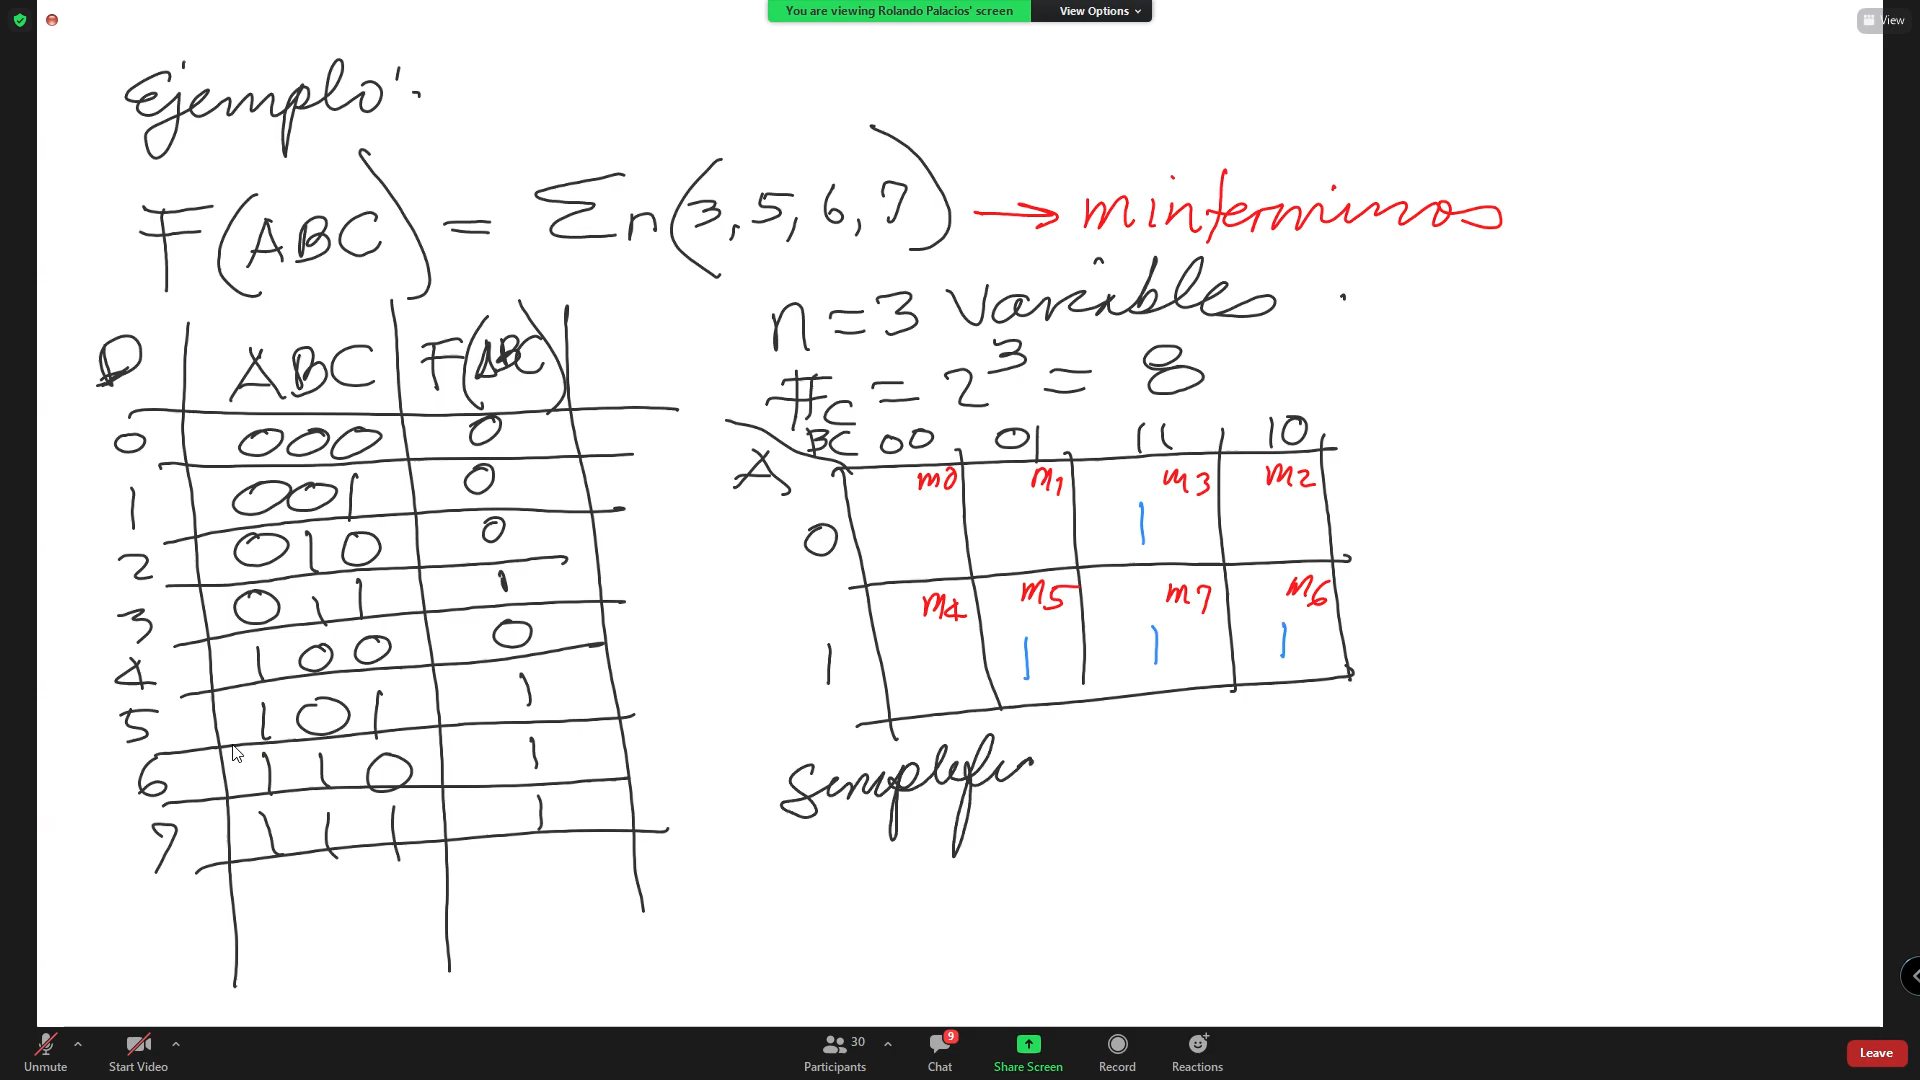 You are viewing Rolando Palacios' screen
View Options
View
Ejemplo:
F(ABC) = Σn(3,5,6,7) → minterminos
n=3 variables.
#c = 2^3 = 8
D ABC F(ABC)
0 000 0
1 001 0
2 010 0
3 011 1
4 100 0
5 101 1
6 110 1
7 111 1
A BC 00 01 11 10
m0 m1 m3 m2
0 1
m4 m5 m7 m6
1 1 1 1
Unmute
Start Video
30
Participants
9
Chat
Share Screen
Record
Reactions
Leave